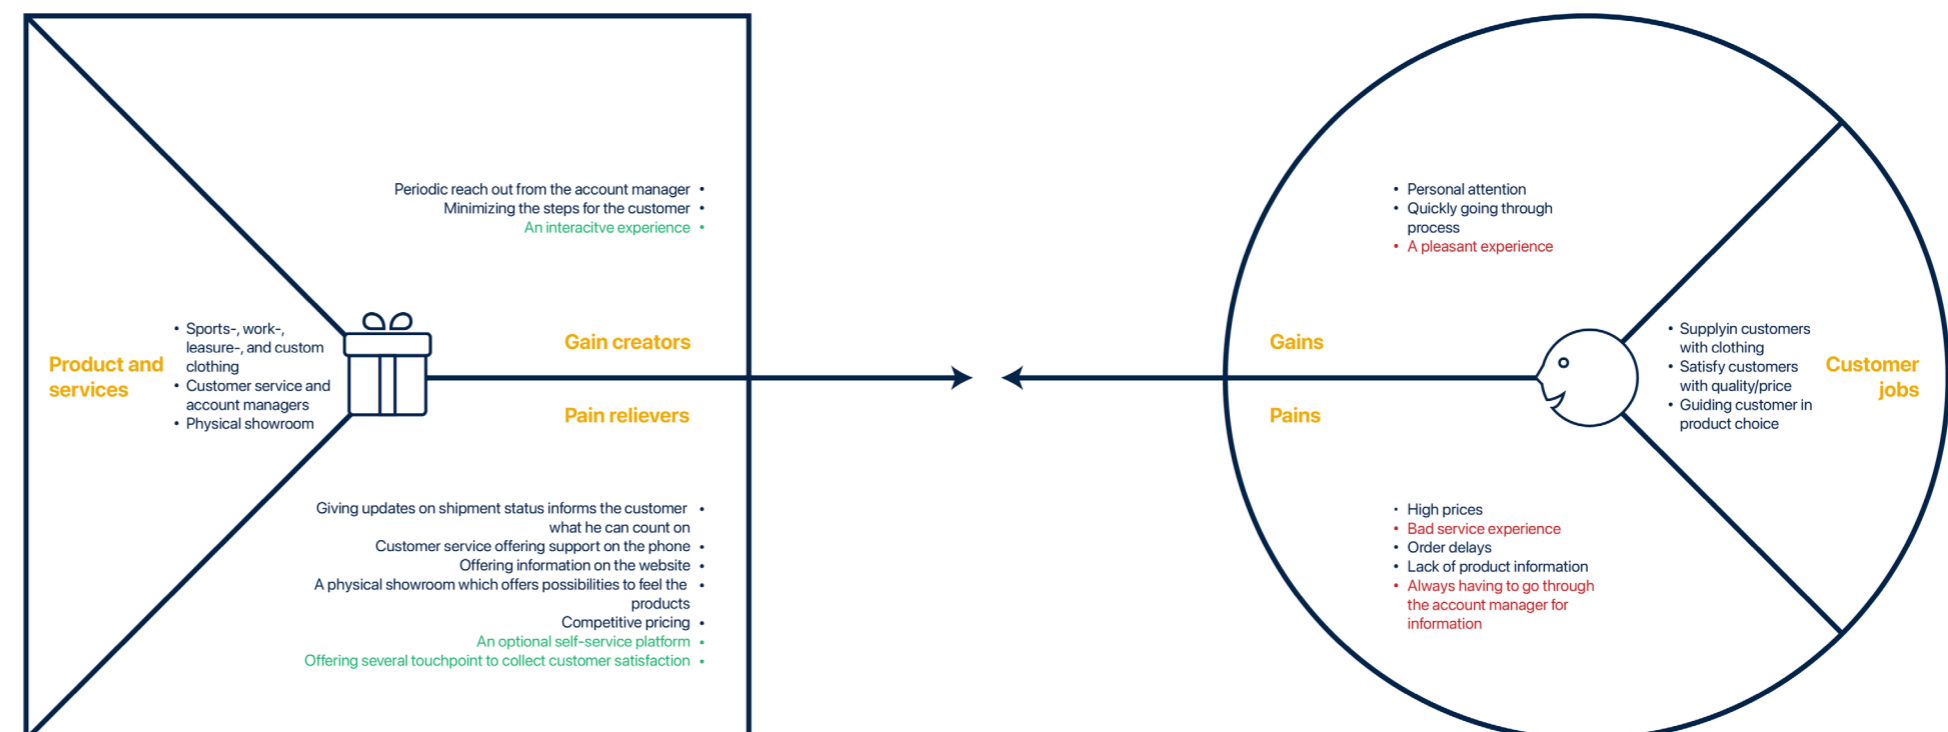 Periodic reach out from the account manager •
Minimizing the steps for the customer •
An interacitve experience •
Gain creators
Product and
services
• Sports-, work-,
leasure-, and custom
clothing
• Customer service and
account managers
• Physical showroom
Pain relievers
Giving updates on shipment status informs the customer •
what he can count on
Customer service offering support on the phone •
Offering information on the website •
A physical showroom which offers possibilities to feel the •
products
Competitive pricing •
An optional self-service platform •
Offering several touchpoint to collect customer satisfaction •
• Personal attention
• Quickly going through
process
• A pleasant experience
Gains
Pains
• High prices
• Bad service experience
• Order delays
• Lack of product information
• Always having to go through
the account manager for
information
• Supplyin customers
with clothing
• Satisfy customers
with quality/price
• Guiding customer in
product choice
Customer
jobs